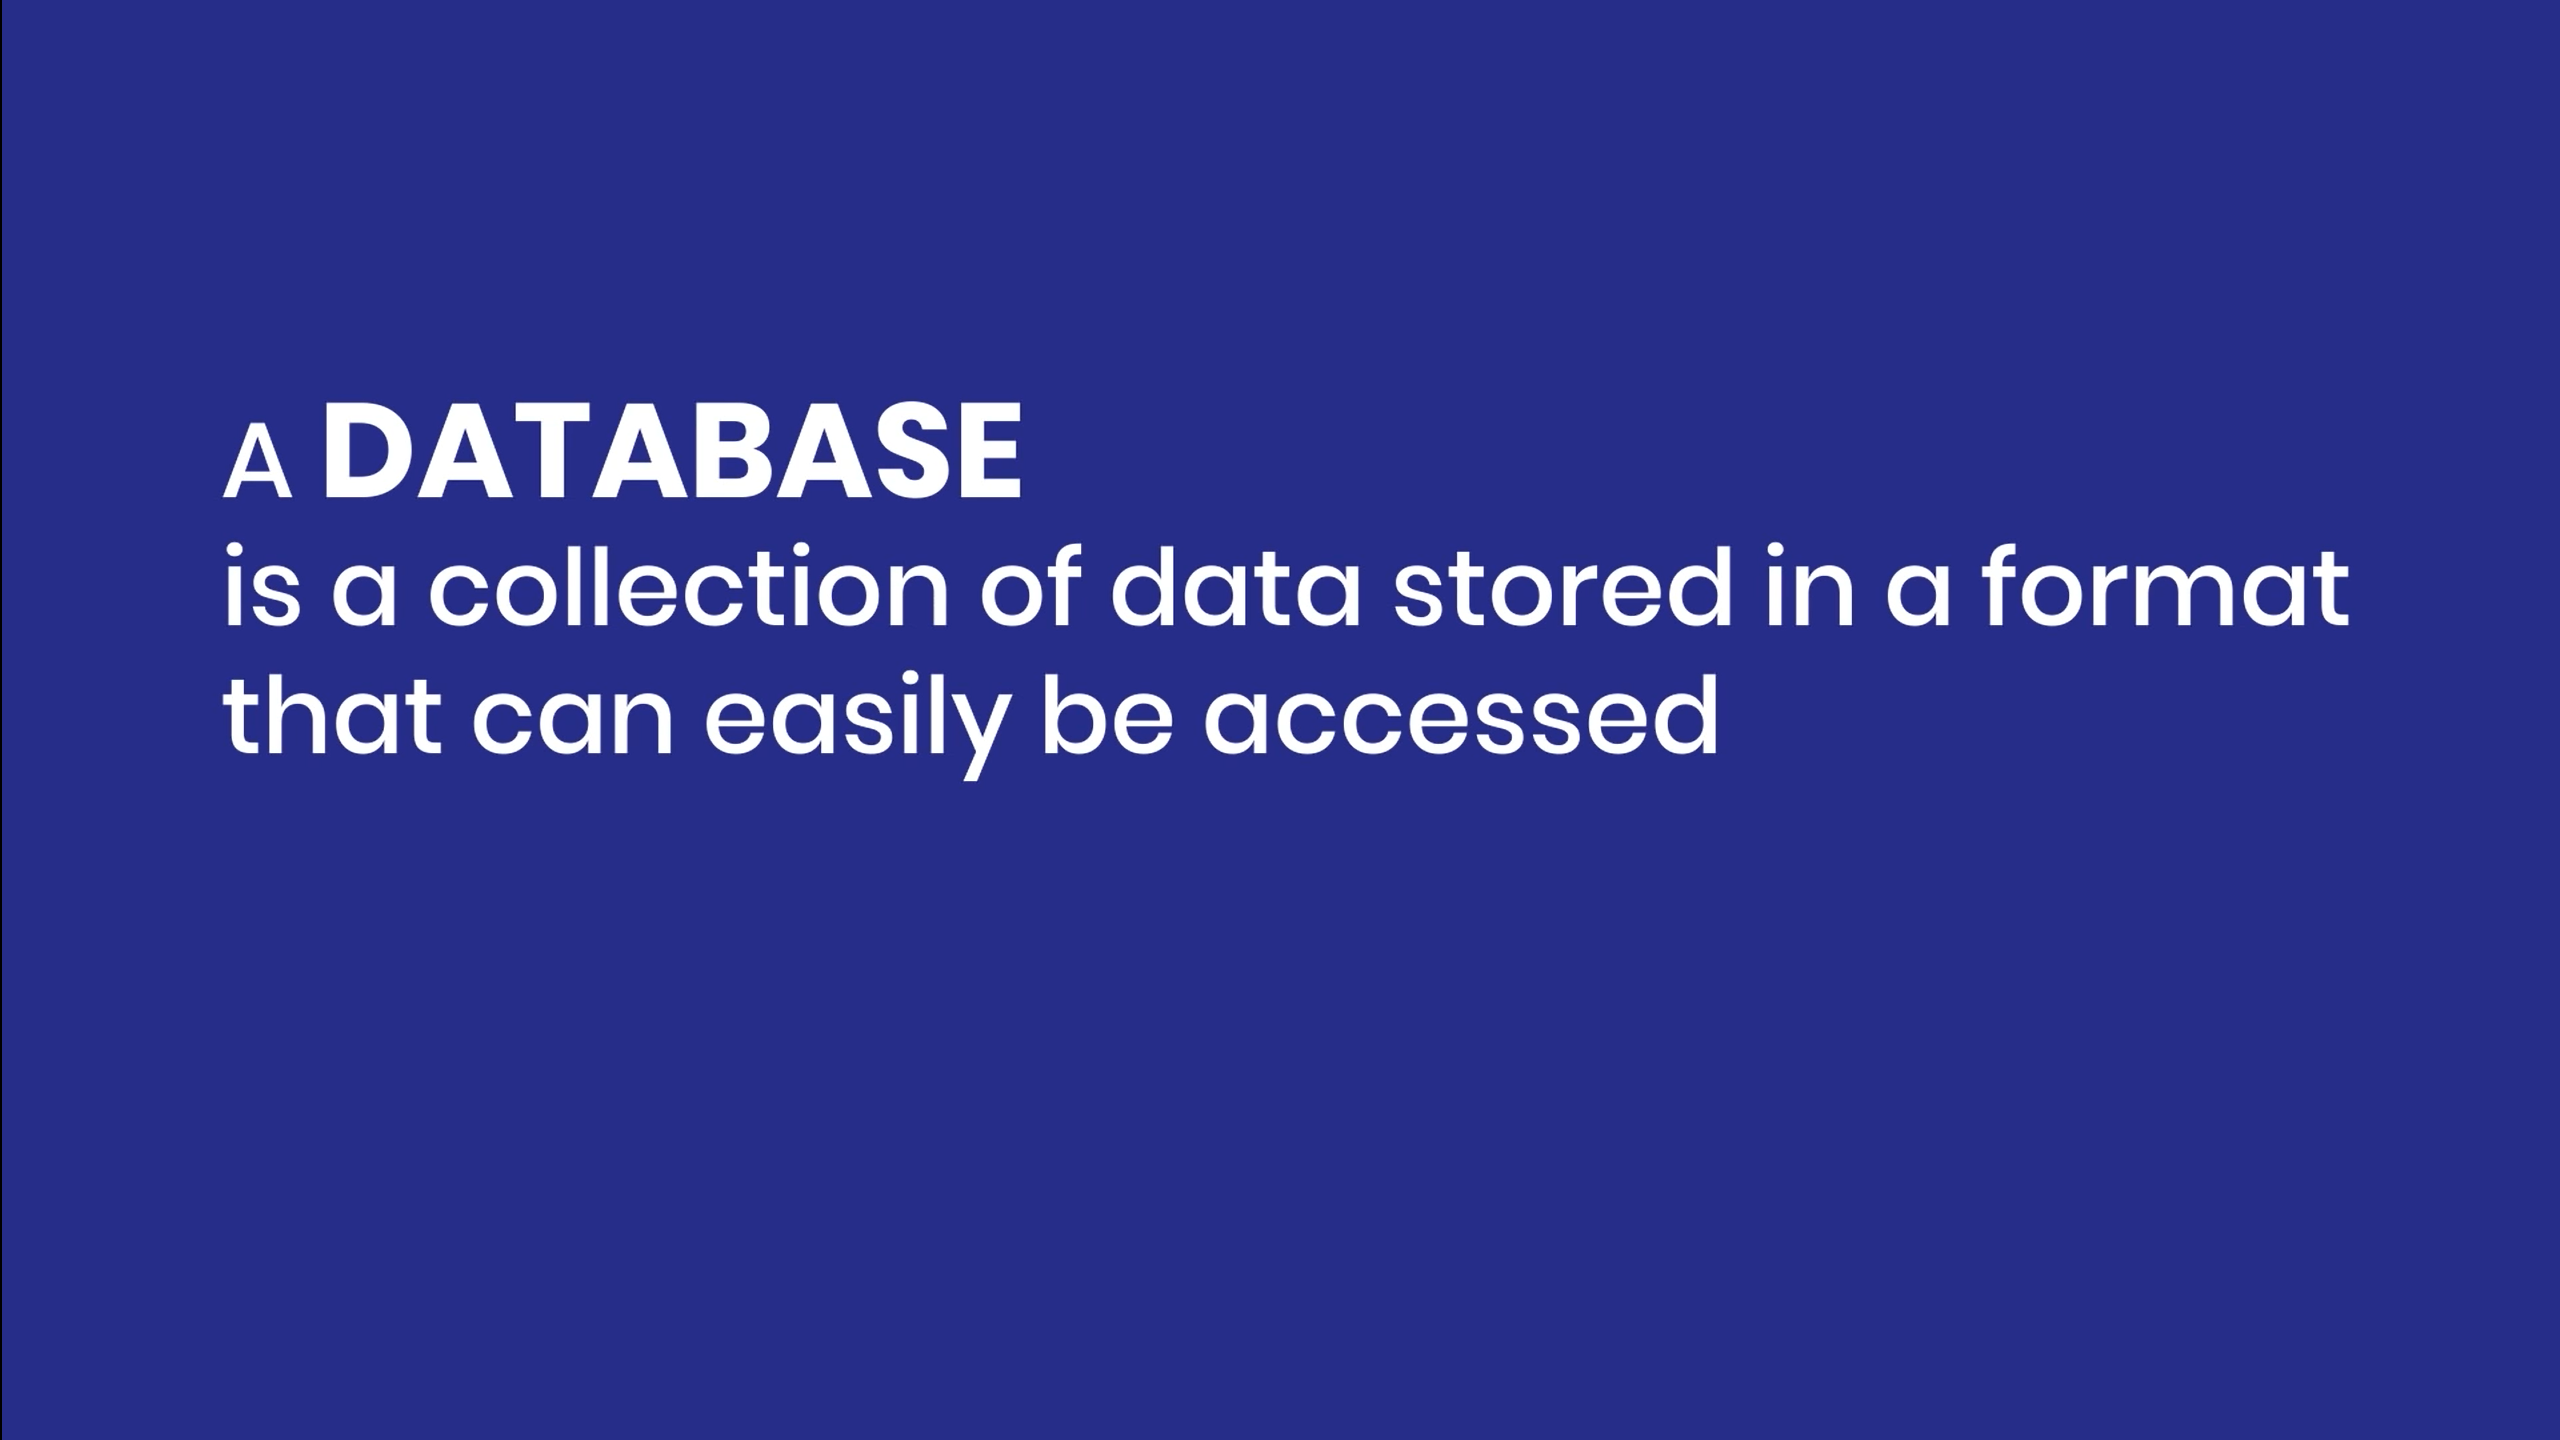 A DATABASE
is a collection of data stored in a format
that can easily be accessed